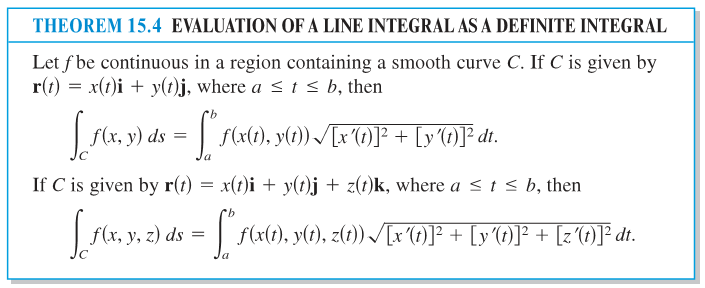 THEOREM 15.4 EVALUATION OF A LINE INTEGRAL AS A DEFINITE INTEGRAL
Let f be continuous in a region containing a smooth curve C. If C is given by
r(t) = x(t)i + y(t)j, where a ≤ t ≤ b, then
∫_C f(x, y) ds = ∫_a^b f(x(t), y(t)) √([x′(t)]² + [y′(t)]²) dt.
If C is given by r(t) = x(t)i + y(t)j + z(t)k, where a ≤ t ≤ b, then
∫_C f(x, y, z) ds = ∫_a^b f(x(t), y(t), z(t)) √([x′(t)]² + [y′(t)]² + [z′(t)]²) dt.